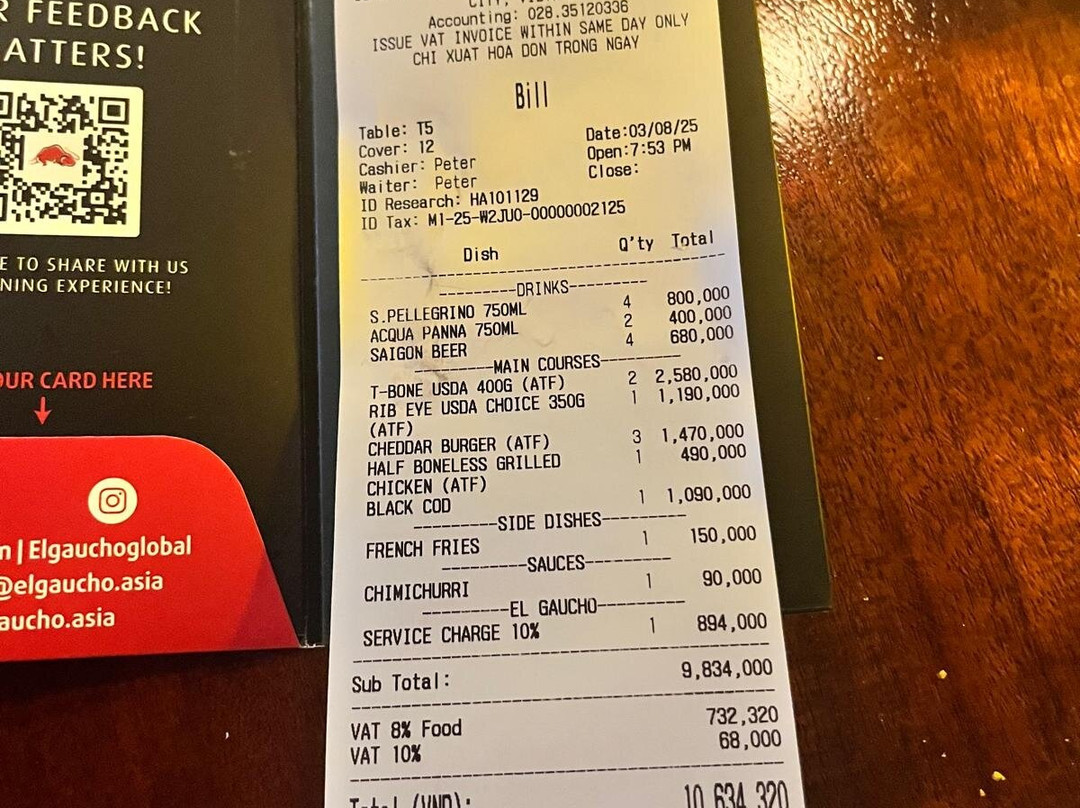 R FEEDBACK
ATTERS!
E TO SHARE WITH US
NING EXPERIENCE!
OUR CARD HERE
n | Elgauchoglobal
@elgaucho.asia
aucho.asia
CITY,
Accounting: 028.35120336
ISSUE VAT INVOICE WITHIN SAME DAY ONLY
CHI XUAT HOA DON TRONG NGAY
Bill
Table: T5
Cover: 12 Date:03/08/25
Cashier: Peter Open:7:53 PM
Waiter: Peter Close:
ID Research: HA101129
ID Tax: M1-25-W2JUO-00000002125
Dish Q'ty Total
DRINKS
S.PELLEGRINO 750ML 4 800,000
ACQUA PANNA 750ML 2 400,000
SAIGON BEER 4 680,000
MAIN COURSES
T-BONE USDA 400G (ATF) 2 2,580,000
RIB EYE USDA CHOICE 350G 1 1,190,000
(ATF)
CHEDDAR BURGER (ATF) 3 1,470,000
HALF BONELESS GRILLED 1 490,000
CHICKEN (ATF)
BLACK COD 1 1,090,000
SIDE DISHES
FRENCH FRIES 1 150,000
SAUCES
CHIMICHURRI 1 90,000
EL GAUCHO
SERVICE CHARGE 10% 1 894,000
Sub Total: 9,834,000
VAT 8% Food 732,320
VAT 10% 68,000
Total (VND): 10,634,320